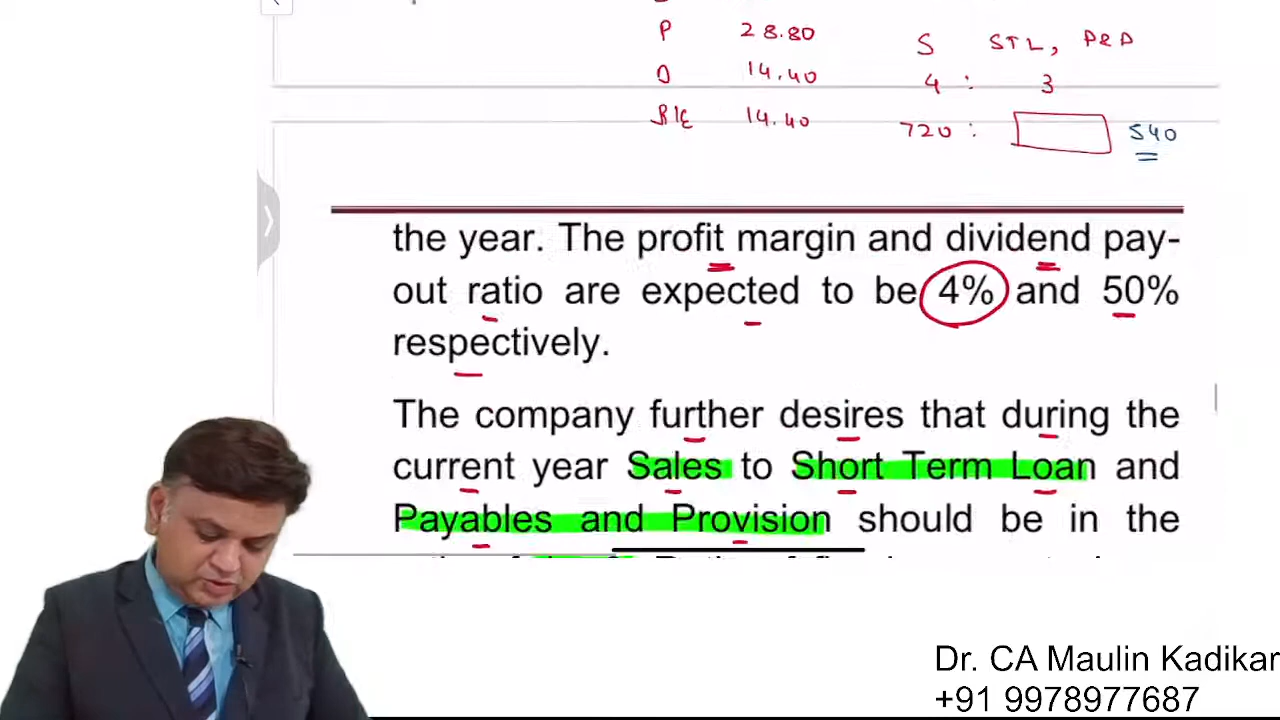 P 28.80
D 14.40
R/E 14.40
S STL, P&P
4 : 3
720 : 540
the year. The profit margin and dividend pay-
out ratio are expected to be 4% and 50%
respectively.
The company further desires that during the
current year Sales to Short Term Loan and
Payables and Provision should be in the
Dr. CA Maulin Kadikar
+91 9978977687